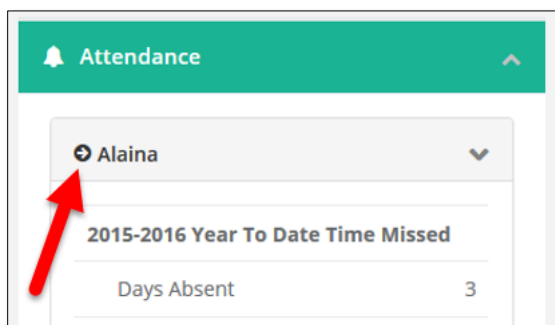 Attendance
Alaina
2015-2016 Year To Date Time Missed
Days Absent 3